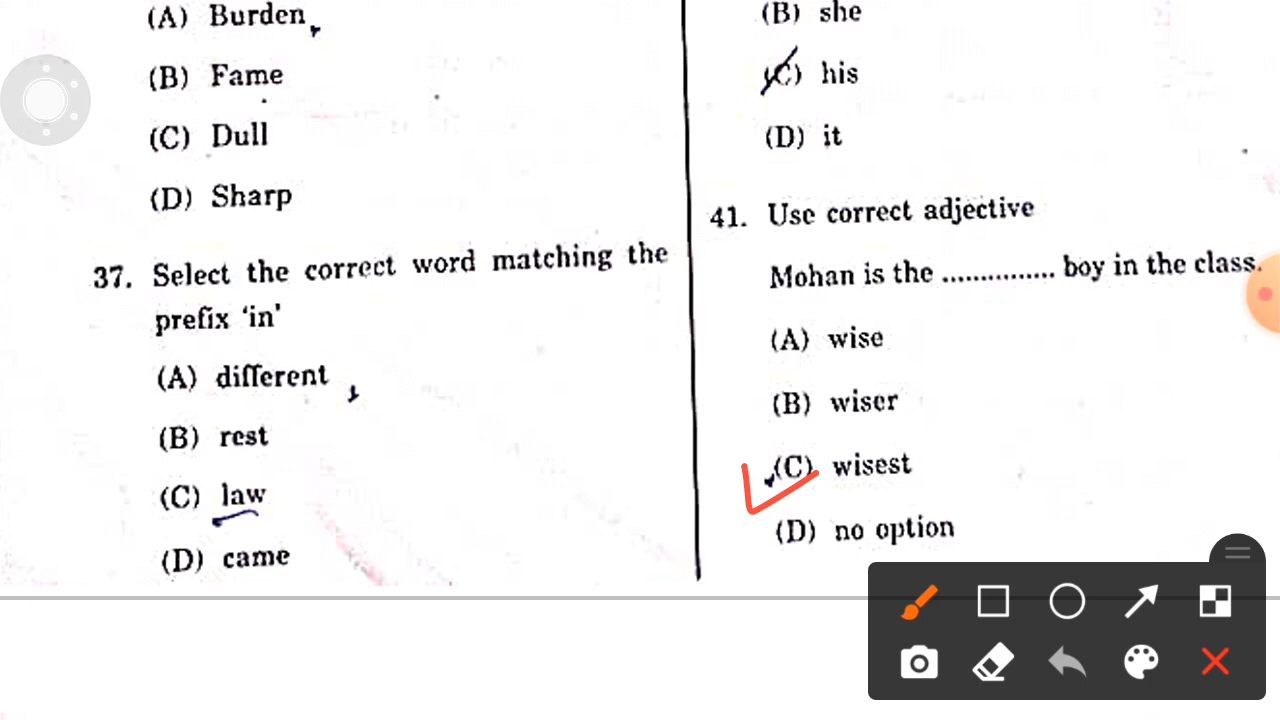 (A) Burden
(B) Fame
(C) Dull
(D) Sharp
37. Select the correct word matching the
prefix 'in'
(A) different
(B) rest
(C) law
(D) came
(B) she
(C) his
(D) it
41. Use correct adjective
Mohan is the ............... boy in the class.
(A) wise
(B) wiser
(C) wisest
(D) no option